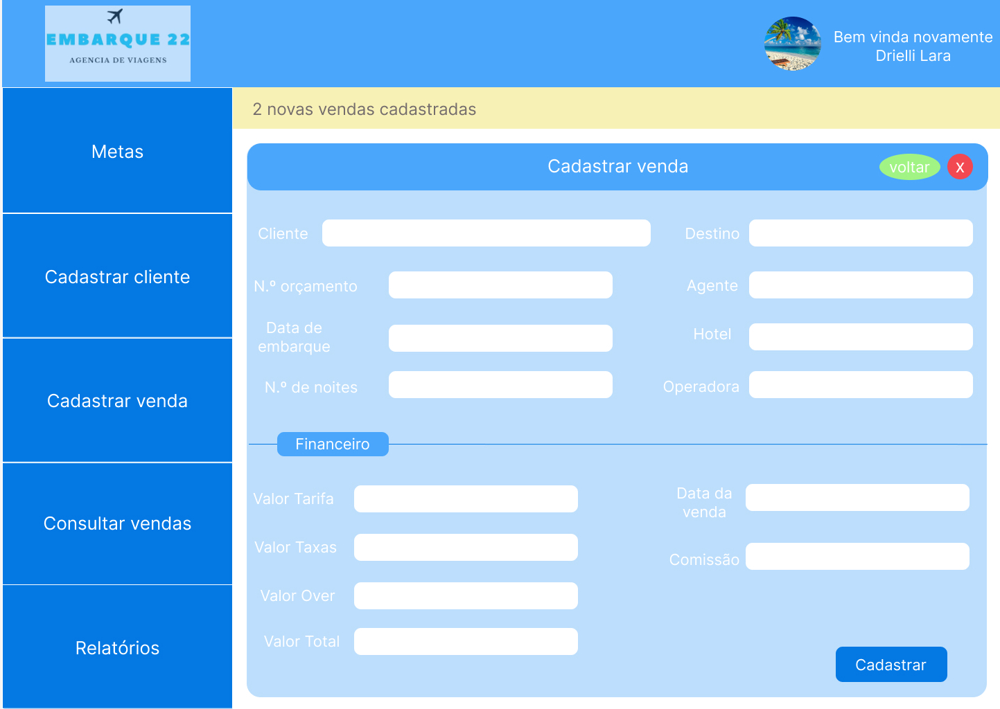 EMBARQUE 22
AGENCIA DE VIAGENS
Bem vinda novamente
Drielli Lara
2 novas vendas cadastradas
Metas
Cadastrar cliente
Cadastrar venda
Consultar vendas
Relatórios
Cadastrar venda
voltar
X
Cliente
Destino
N.º orçamento
Agente
Data de
embarque
Hotel
N.º de noites
Operadora
Financeiro
Valor Tarifa
Data da
venda
Valor Taxas
Comissão
Valor Over
Valor Total
Cadastrar